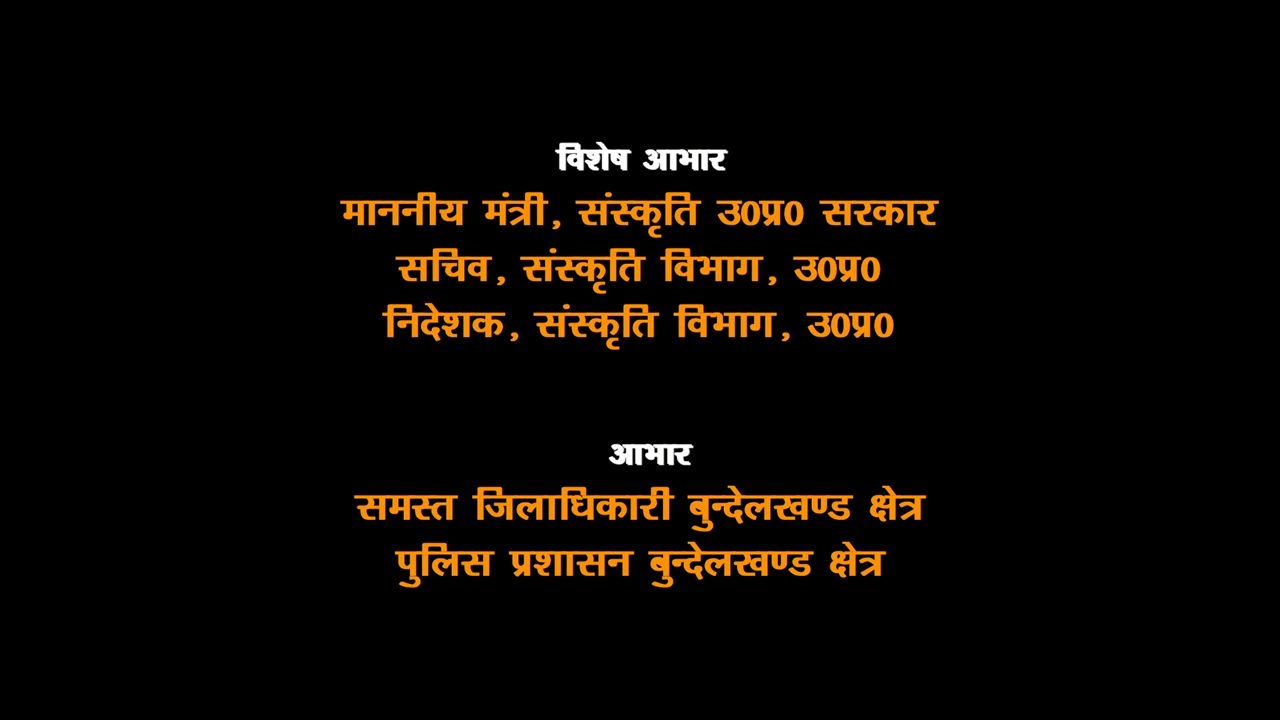 विशेष आभार
माननीय मंत्री, संस्कृति उ0प्र0 सरकार
सचिव, संस्कृति विभाग, उ0प्र0
निदेशक, संस्कृति विभाग, उ0प्र0
आभार
समस्त जिलाधिकारी बुन्देलखण्ड क्षेत्र
पुलिस प्रशासन बुन्देलखण्ड क्षेत्र